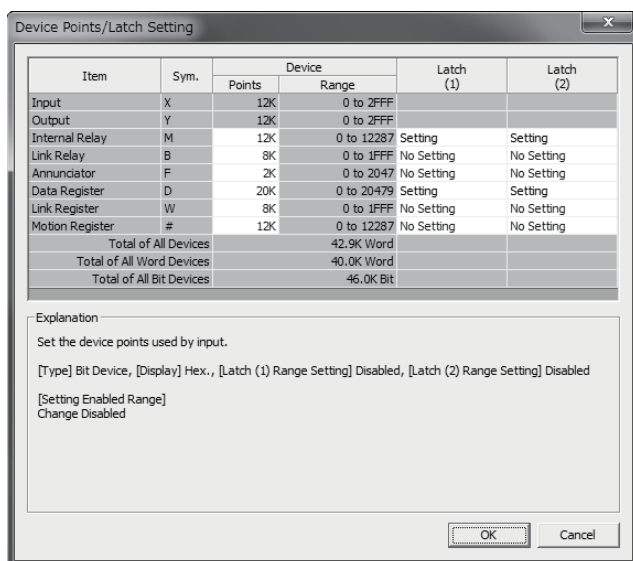 Device Points/Latch Setting
x
Item Sym. Device Latch (1) Latch (2)
Points Range
Input X 12K 0 to 2FFF
Output Y 12K 0 to 2FFF
Internal Relay M 12K 0 to 12287 Setting Setting
Link Relay B 8K 0 to 1FFF No Setting No Setting
Annunciator F 2K 0 to 2047 No Setting No Setting
Data Register D 20K 0 to 20479 Setting Setting
Link Register W 8K 0 to 1FFF No Setting No Setting
Motion Register # 12K 0 to 12287 No Setting No Setting
Total of All Devices 42.9K Word
Total of All Word Devices 40.0K Word
Total of All Bit Devices 46.0K Bit
Explanation
Set the device points used by input.
[Type] Bit Device, [Display] Hex., [Latch (1) Range Setting] Disabled, [Latch (2) Range Setting] Disabled
[Setting Enabled Range]
Change Disabled
OK Cancel